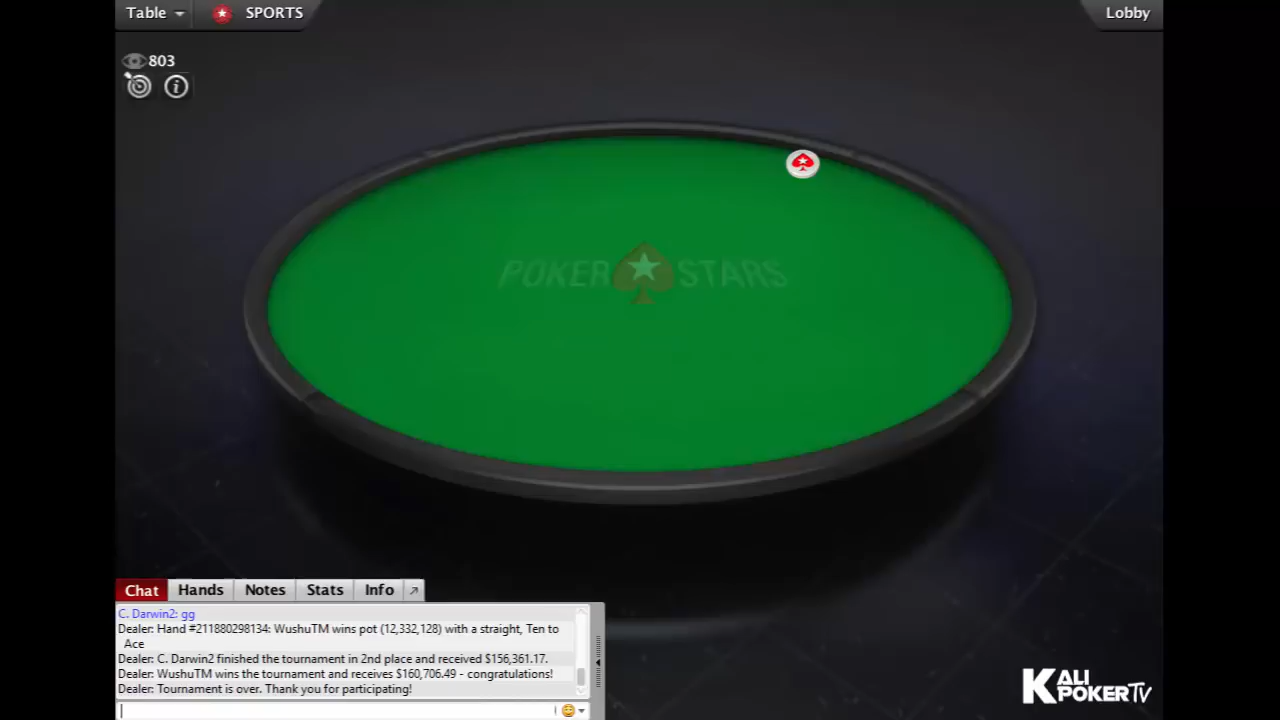 Table
SPORTS
Lobby
803
POKER STARS
Chat
Hands
Notes
Stats
Info
C. Darwin2: gg
Dealer: Hand #211880298134: WushuTM wins pot (12,332,128) with a straight, Ten to
Ace
Dealer: C. Darwin2 finished the tournament in 2nd place and received $156,361.17.
Dealer: WushuTM wins the tournament and receives $160,706.49 - congratulations!
Dealer: Tournament is over. Thank you for participating!
KALI
POKERTV